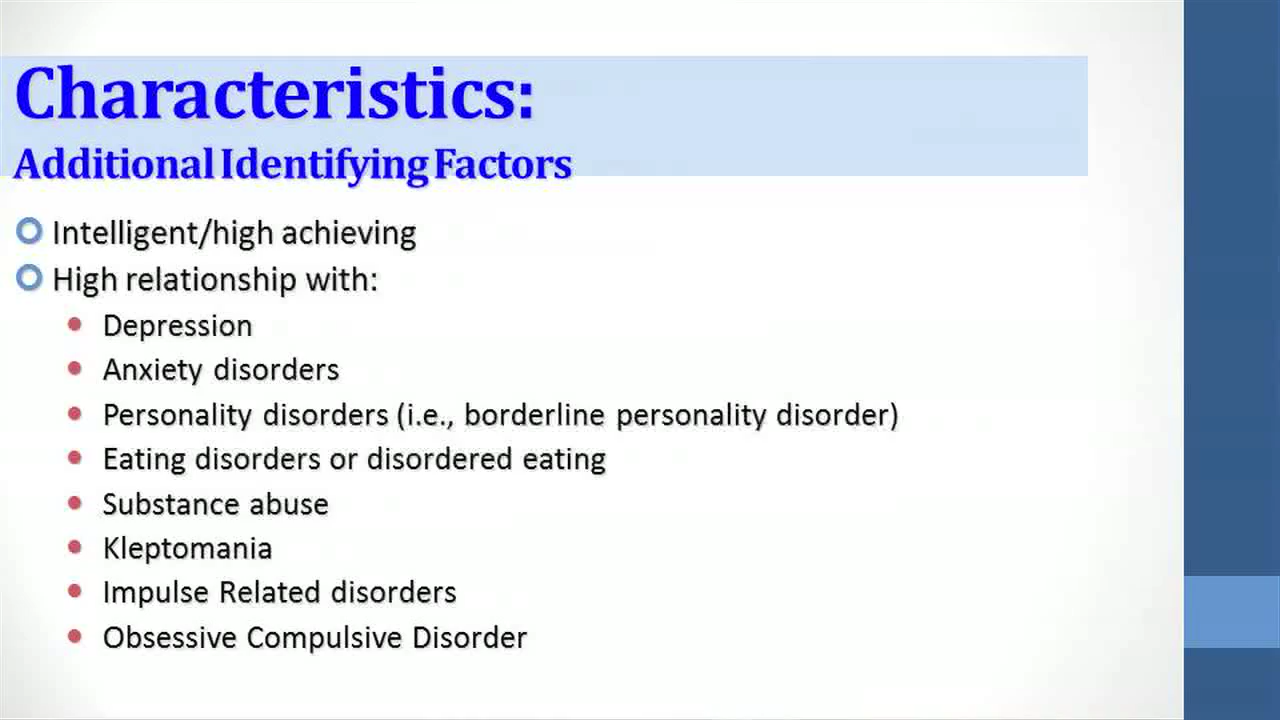 Characteristics:
Additional Identifying Factors
Intelligent/high achieving
High relationship with:
Depression
Anxiety disorders
Personality disorders (i.e., borderline personality disorder)
Eating disorders or disordered eating
Substance abuse
Kleptomania
Impulse Related disorders
Obsessive Compulsive Disorder